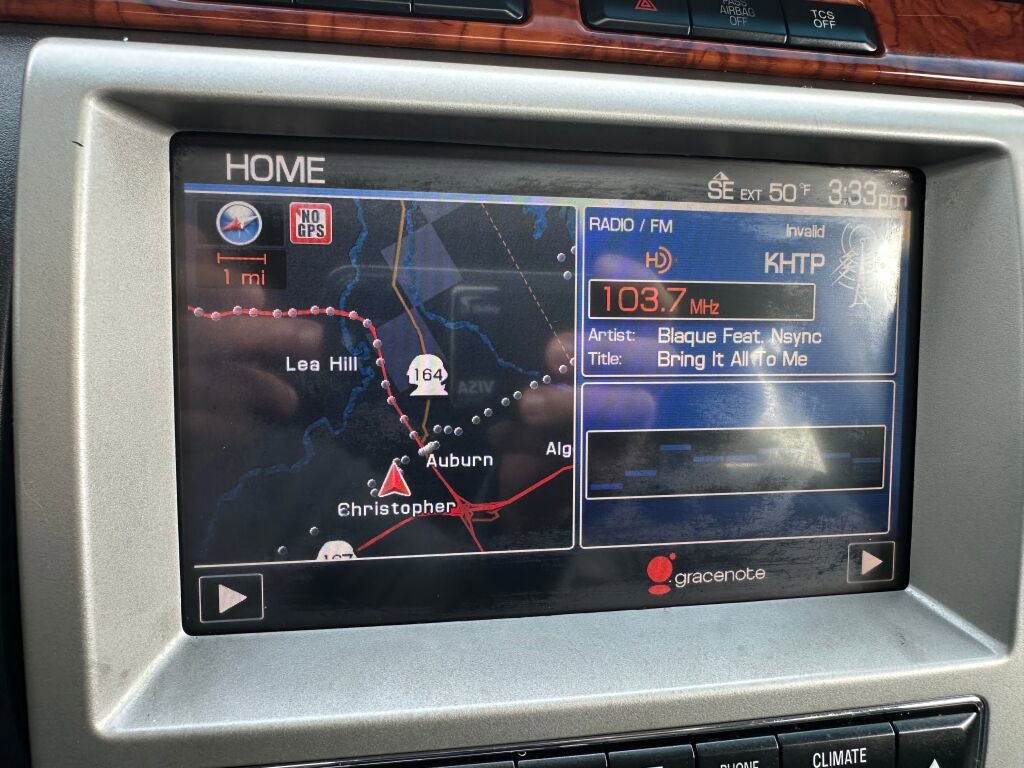 PASS
AIRBAG
OFF
TCS
OFF
HOME
SE EXT 50°F 3:33pm
NO
GPS
1 mi
Lea Hill
164
Auburn
Alg
Christopher
167
RADIO / FM Invalid
HD KHTP
103.7 MHz
Artist: Blaque Feat. Nsync
Title: Bring It All To Me
VISA
gracenote
PHONE
CLIMATE